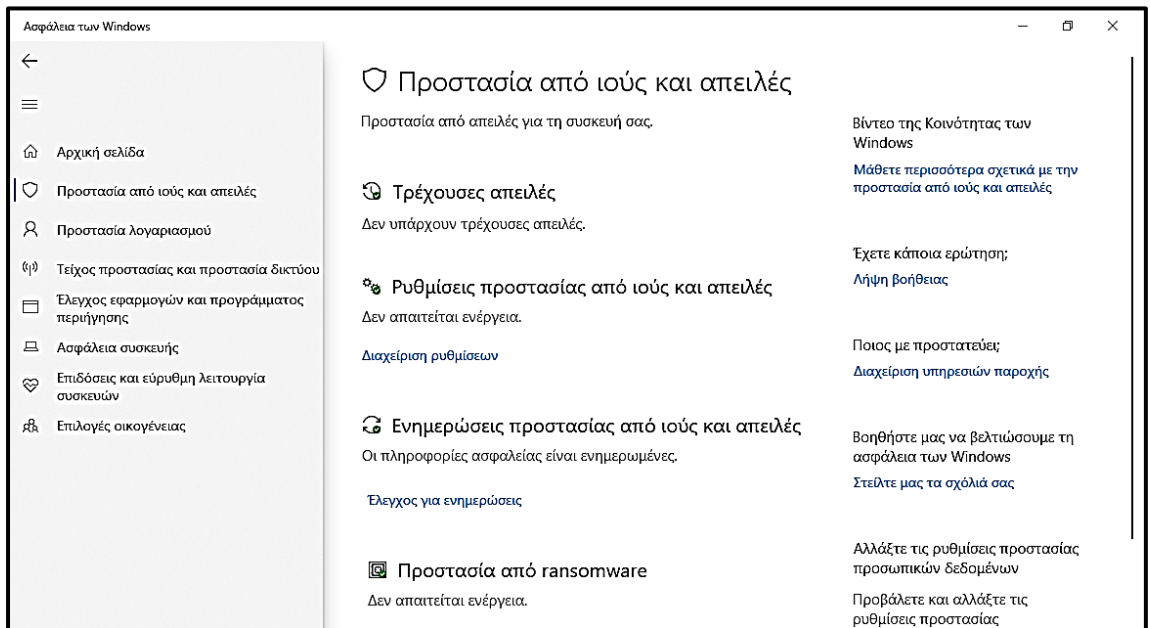 Ασφάλεια των Windows
Αρχική σελίδα
Προστασία από ιούς και απειλές
Προστασία λογαριασμού
Τείχος προστασίας και προστασία δικτύου
Έλεγχος εφαρμογών και προγράμματος
περιήγησης
Ασφάλεια συσκευής
Επιδόσεις και εύρυθμη λειτουργία
συσκευών
Επιλογές οικογένειας
Προστασία από ιούς και απειλές
Προστασία από απειλές για τη συσκευή σας.
Τρέχουσες απειλές
Δεν υπάρχουν τρέχουσες απειλές.
Ρυθμίσεις προστασίας από ιούς και απειλές
Δεν απαιτείται ενέργεια.
Διαχείριση ρυθμίσεων
Ενημερώσεις προστασίας από ιούς και απειλές
Οι πληροφορίες ασφαλείας είναι ενημερωμένες.
Έλεγχος για ενημερώσεις
Προστασία από ransomware
Δεν απαιτείται ενέργεια.
Βίντεο της Κοινότητας των
Windows
Μάθετε περισσότερα σχετικά με την
προστασία από ιούς και απειλές
Έχετε κάποια ερώτηση;
Λήψη βοήθειας
Ποιος με προστατεύει;
Διαχείριση υπηρεσιών παροχής
Βοηθήστε μας να βελτιώσουμε τη
ασφάλεια των Windows
Στείλτε μας τα σχόλιά σας
Αλλάξτε τις ρυθμίσεις προστασίας
προσωπικών δεδομένων
Προβάλετε και αλλάξτε τις
ρυθμίσεις προστασίας